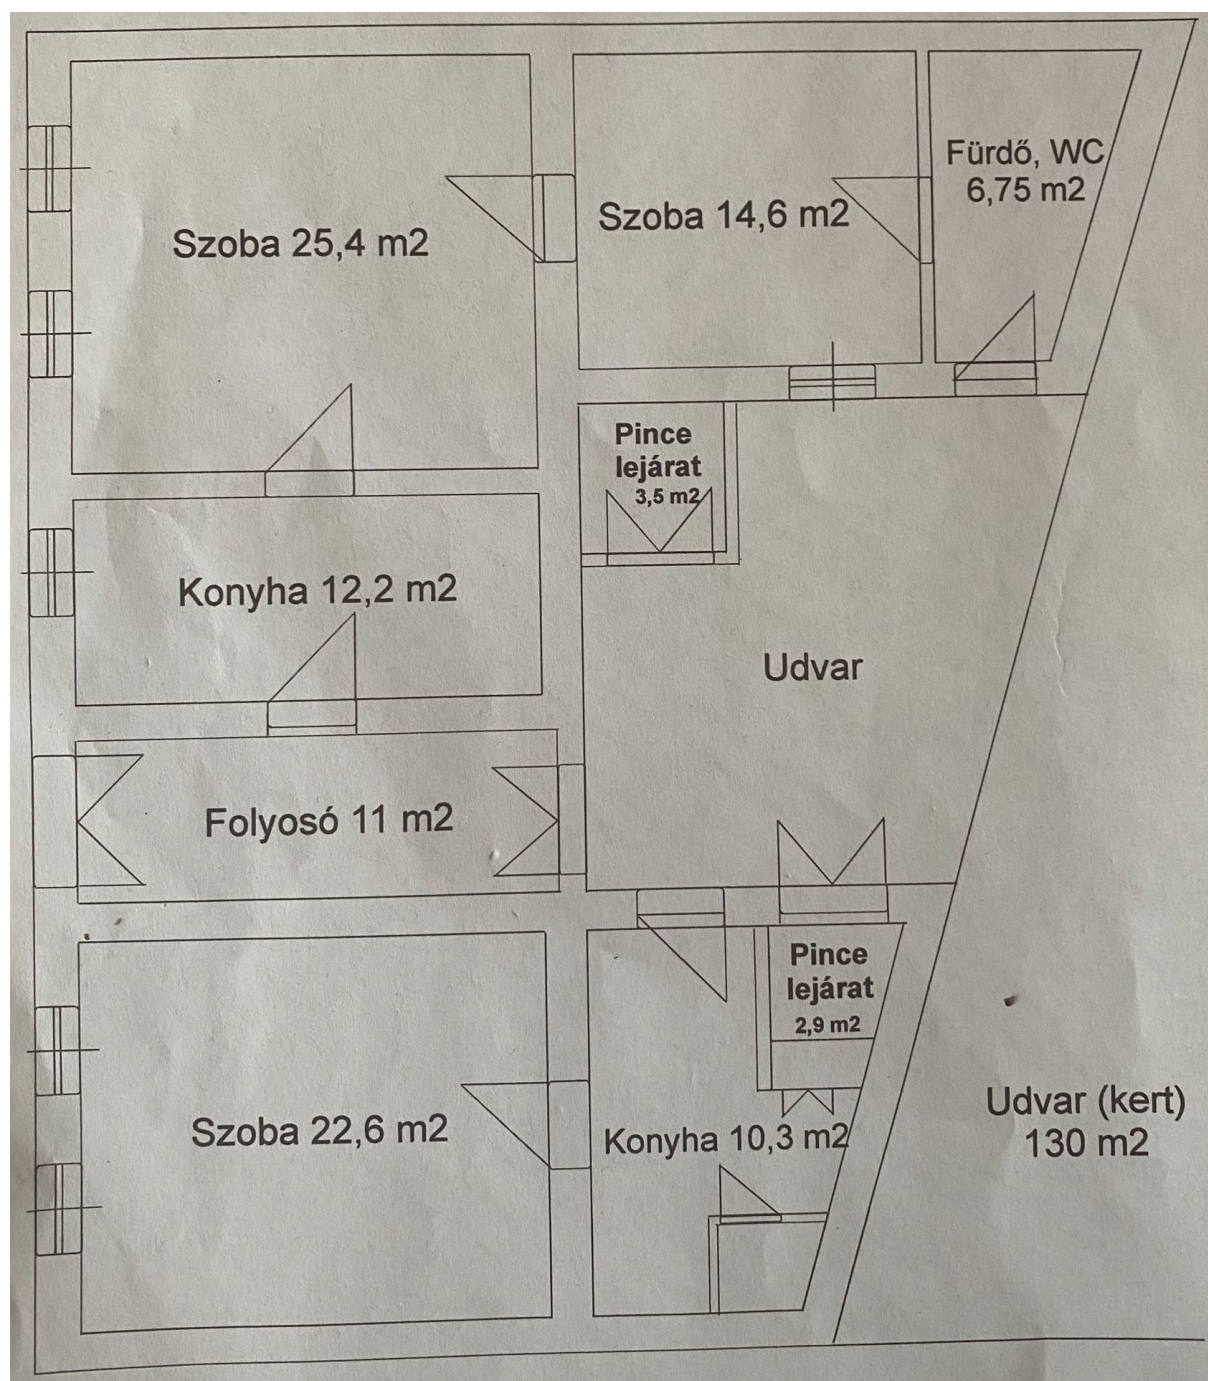 Szoba 25,4 m2
Szoba 14,6 m2
Fürdő, WC
6,75 m2
Pince
lejárat
3,5 m2
Konyha 12,2 m2
Udvar
Folyosó 11 m2
Pince
lejárat
2,9 m2
Szoba 22,6 m2
Konyha 10,3 m2
Udvar (kert)
130 m2